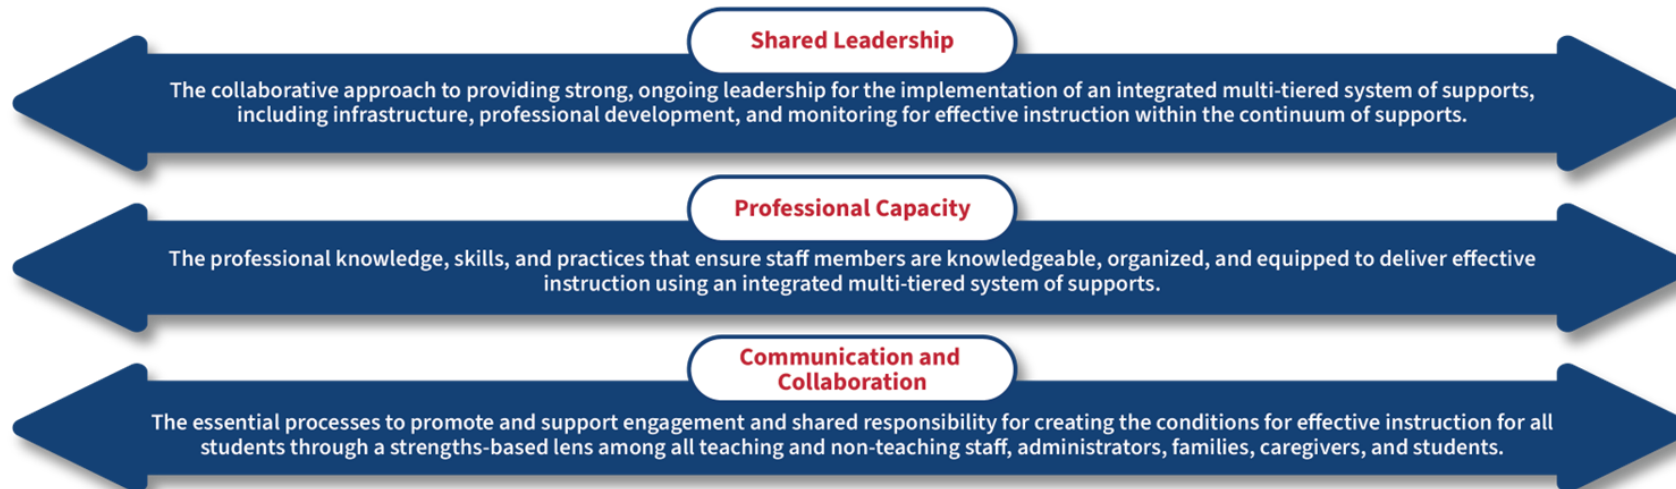 Shared Leadership
The collaborative approach to providing strong, ongoing leadership for the implementation of an integrated multi-tiered system of supports,
including infrastructure, professional development, and monitoring for effective instruction within the continuum of supports.
Professional Capacity
The professional knowledge, skills, and practices that ensure staff members are knowledgeable, organized, and equipped to deliver effective
instruction using an integrated multi-tiered system of supports.
Communication and
Collaboration
The essential processes to promote and support engagement and shared responsibility for creating the conditions for effective instruction for all
students through a strengths-based lens among all teaching and non-teaching staff, administrators, families, caregivers, and students.